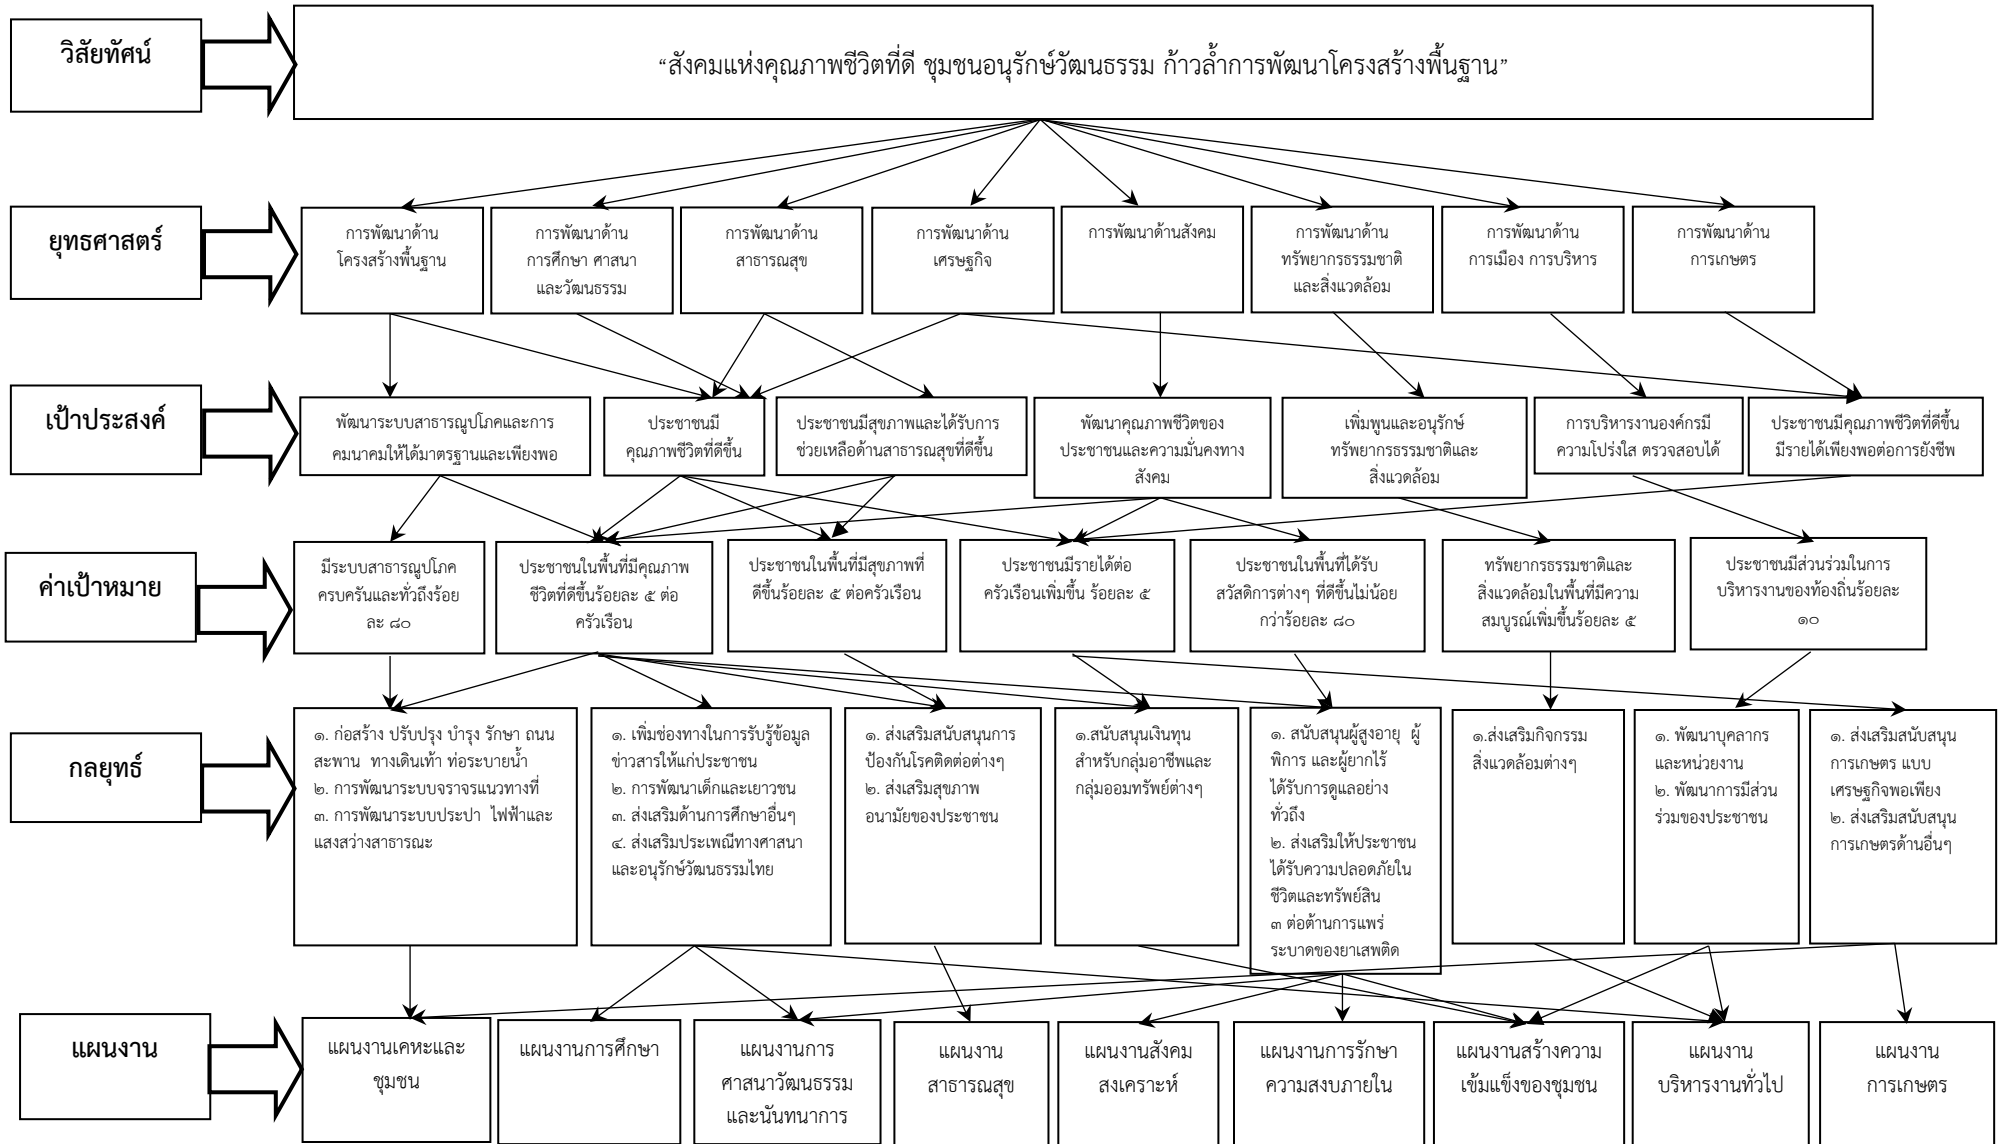 วิสัยทัศน์
“สังคมแห่งคุณภาพชีวิตที่ดี ชุมชนอนุรักษ์วัฒนธรรม ก้าวล้ำการพัฒนาโครงสร้างพื้นฐาน”
ยุทธศาสตร์
การพัฒนาด้าน
โครงสร้างพื้นฐาน
การพัฒนาด้าน
การศึกษา ศาสนา
และวัฒนธรรม
การพัฒนาด้าน
สาธารณสุข
การพัฒนาด้าน
เศรษฐกิจ
การพัฒนาด้านสังคม
การพัฒนาด้าน
ทรัพยากรธรรมชาติ
และสิ่งแวดล้อม
การพัฒนาด้าน
การเมือง การบริหาร
การพัฒนาด้าน
การเกษตร
เป้าประสงค์
พัฒนาระบบสาธารณูปโภคและการ
คมนาคมให้ได้มาตรฐานและเพียงพอ
ประชาชนมี
คุณภาพชีวิตที่ดีขึ้น
ประชาชนมีสุขภาพและได้รับการ
ช่วยเหลือด้านสาธารณสุขที่ดีขึ้น
พัฒนาคุณภาพชีวิตของ
ประชาชนและความมั่นคงทาง
สังคม
เพิ่มพูนและอนุรักษ์
ทรัพยากรธรรมชาติและ
สิ่งแวดล้อม
การบริหารงานองค์กรมี
ความโปร่งใส ตรวจสอบได้
ประชาชนมีคุณภาพชีวิตที่ดีขึ้น
มีรายได้เพียงพอต่อการยังชีพ
ค่าเป้าหมาย
มีระบบสาธารณูปโภค
ครบครันและทั่วถึงร้อย
ละ ๘๐
ประชาชนในพื้นที่มีคุณภาพ
ชีวิตที่ดีขึ้นร้อยละ ๕ ต่อ
ครัวเรือน
ประชาชนในพื้นที่มีสุขภาพที่
ดีขึ้นร้อยละ ๕ ต่อครัวเรือน
ประชาชนมีรายได้ต่อ
ครัวเรือนเพิ่มขึ้น ร้อยละ ๕
ประชาชนในพื้นที่ได้รับ
สวัสดิการต่างๆ ที่ดีขึ้นไม่น้อย
กว่าร้อยละ ๘๐
ทรัพยากรธรรมชาติและ
สิ่งแวดล้อมในพื้นที่มีความ
สมบูรณ์เพิ่มขึ้นร้อยละ ๕
ประชาชนมีส่วนร่วมในการ
บริหารงานของท้องถิ่นร้อยละ
๑๐
กลยุทธ์
๑. ก่อสร้าง ปรับปรุง บำรุง รักษา ถนน
สะพาน ทางเดินเท้า ท่อระบายน้ำ
๒. การพัฒนาระบบจราจรแนวทางที่
๓. การพัฒนาระบบประปา ไฟฟ้าและ
แสงสว่างสาธารณะ
๑. เพิ่มช่องทางในการรับรู้ข้อมูล
ข่าวสารให้แก่ประชาชน
๒. การพัฒนาเด็กและเยาวชน
๓. ส่งเสริมด้านการศึกษาอื่นๆ
๔. ส่งเสริมประเพณีทางศาสนา
และอนุรักษ์วัฒนธรรมไทย
๑. ส่งเสริมสนับสนุนการ
ป้องกันโรคติดต่อต่างๆ
๒. ส่งเสริมสุขภาพ
อนามัยของประชาชน
๑.สนับสนุนเงินทุน
สำหรับกลุ่มอาชีพและ
กลุ่มออมทรัพย์ต่างๆ
๑. สนับสนุนผู้สูงอายุ ผู้
พิการ และผู้ยากไร้
ได้รับการดูแลอย่าง
ทั่วถึง
๒. ส่งเสริมให้ประชาชน
ได้รับความปลอดภัยใน
ชีวิตและทรัพย์สิน
๓ ต่อต้านการแพร่
ระบาดของยาเสพติด
๑.ส่งเสริมกิจกรรม
สิ่งแวดล้อมต่างๆ
๑. พัฒนาบุคลากร
และหน่วยงาน
๒. พัฒนาการมีส่วน
ร่วมของประชาชน
๑. ส่งเสริมสนับสนุน
การเกษตร แบบ
เศรษฐกิจพอเพียง
๒. ส่งเสริมสนับสนุน
การเกษตรด้านอื่นๆ
แผนงาน
แผนงานเคหะและ
ชุมชน
แผนงานการศึกษา
แผนงานการ
ศาสนาวัฒนธรรม
และนันทนาการ
แผนงาน
สาธารณสุข
แผนงานสังคม
สงเคราะห์
แผนงานการรักษา
ความสงบภายใน
แผนงานสร้างความ
เข้มแข็งของชุมชน
แผนงาน
บริหารงานทั่วไป
แผนงาน
การเกษตร